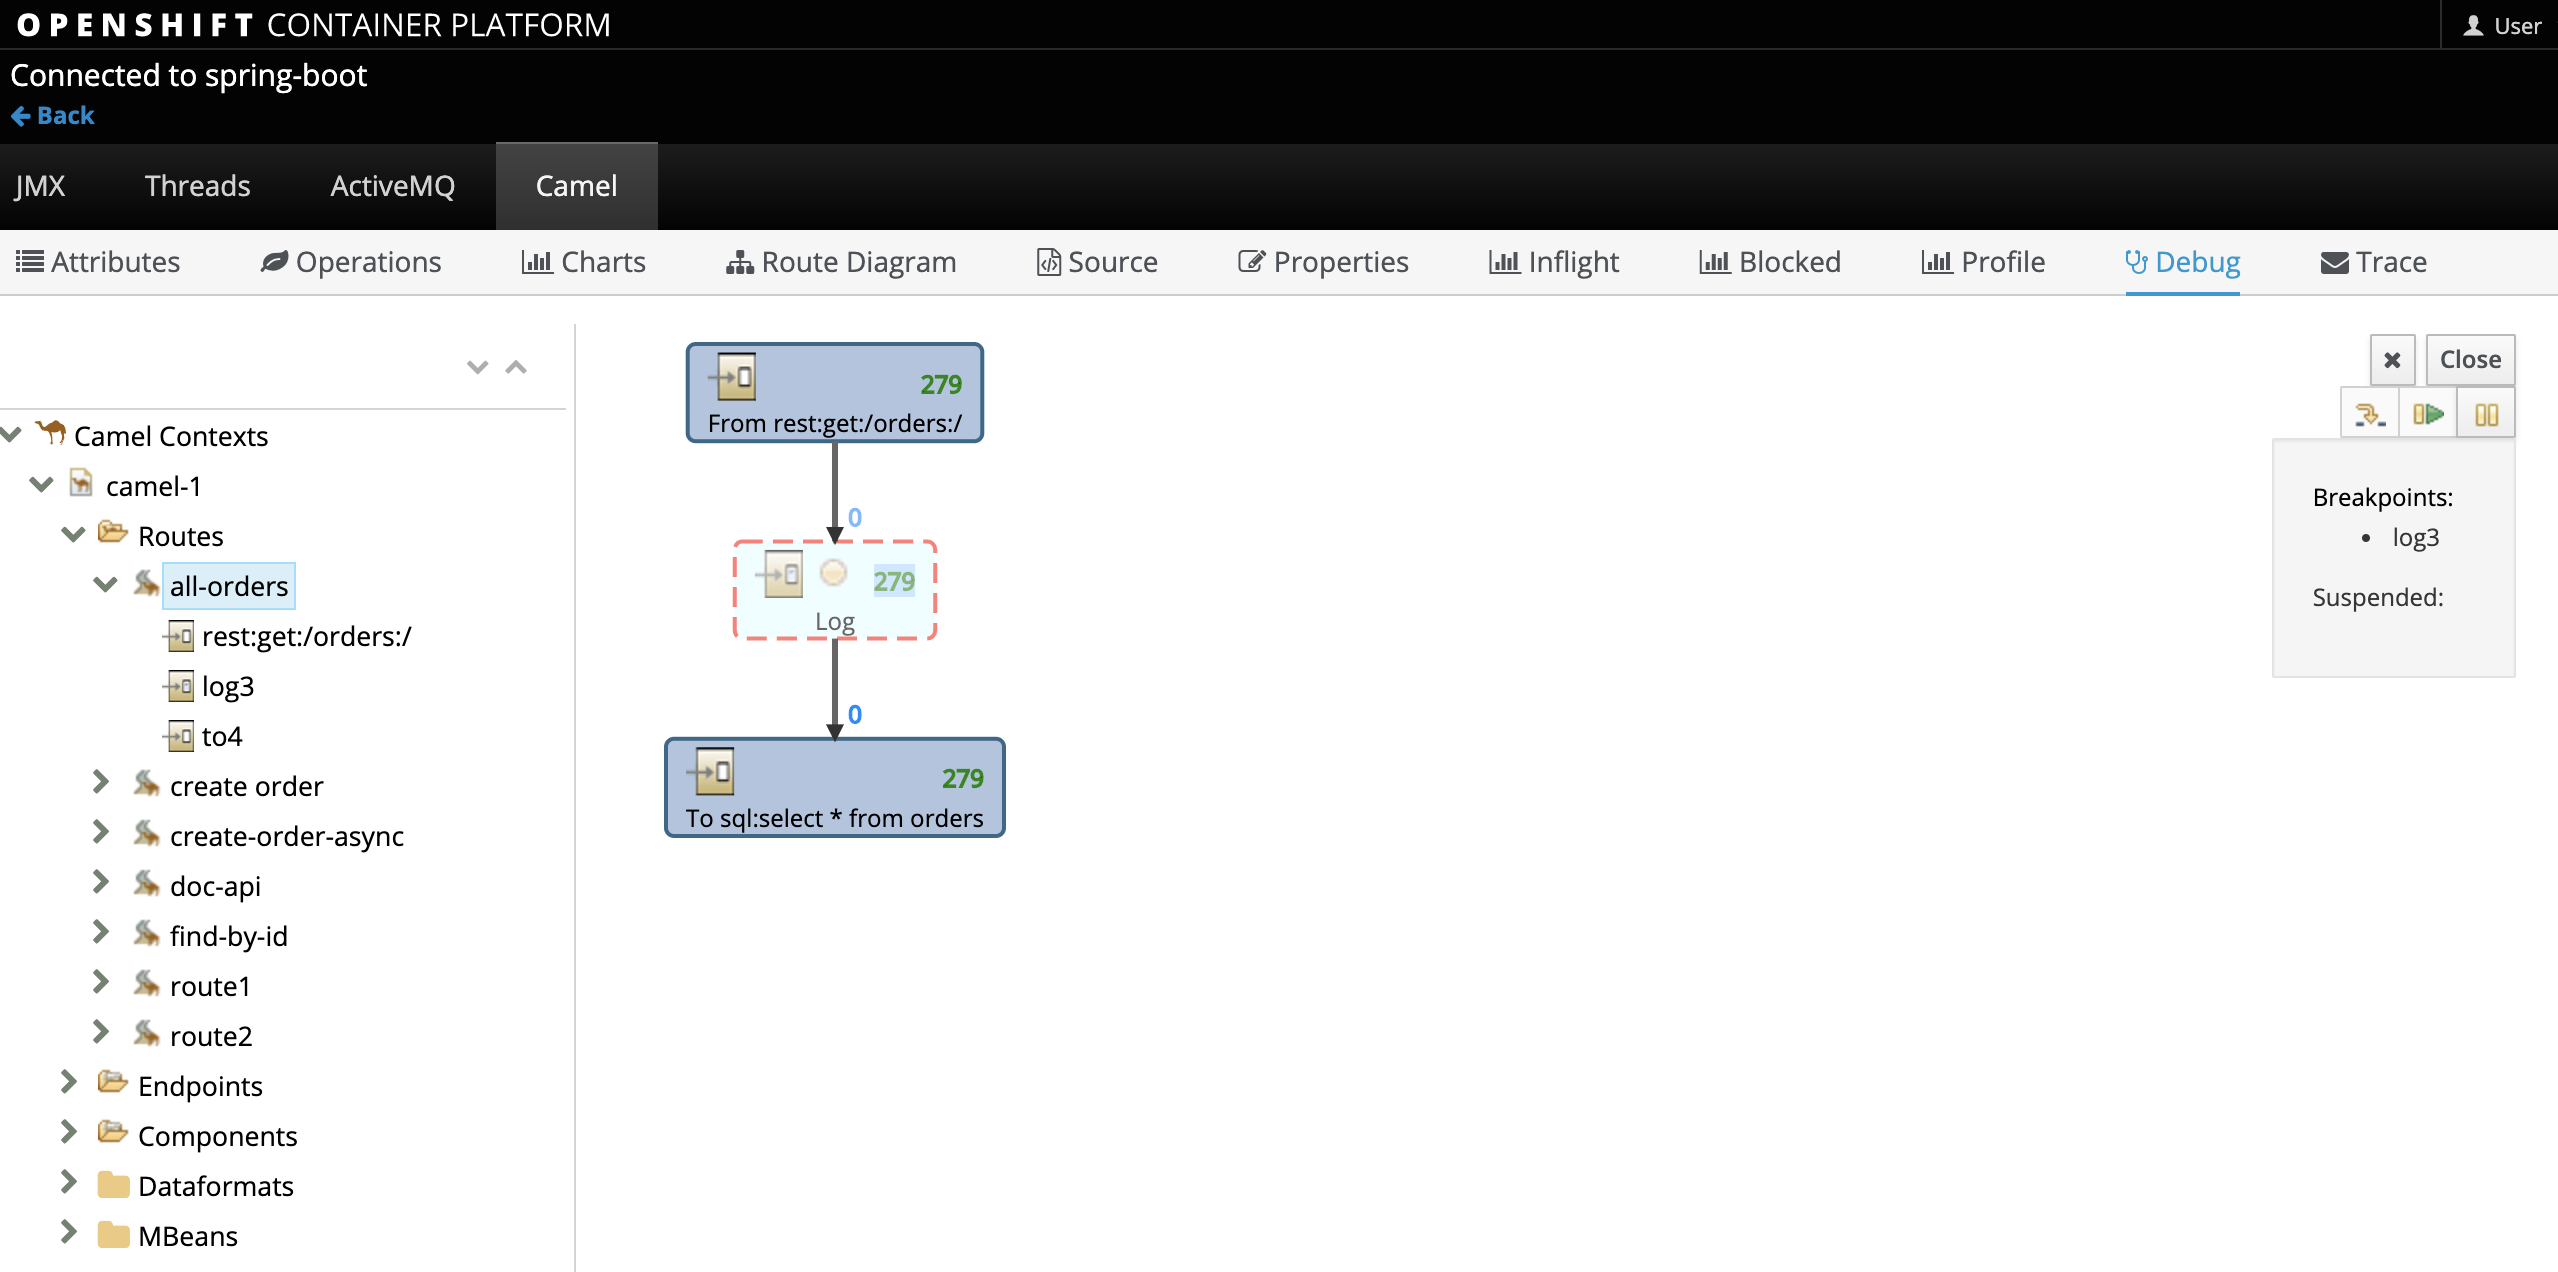 OPENSHIFT CONTAINER PLATFORM
User
Connected to spring-boot
Back
JMX Threads ActiveMQ Camel
Attributes Operations Charts Route Diagram Source Properties Inflight Blocked Profile Debug Trace
Camel Contexts
camel-1
Routes
all-orders
rest:get:/orders:/
log3
to4
create order
create-order-async
doc-api
find-by-id
route1
route2
Endpoints
Components
Dataformats
MBeans
279
From rest:get:/orders:/
0
279
Log
0
279
To sql:select * from orders
Close
Breakpoints:
• log3
Suspended: